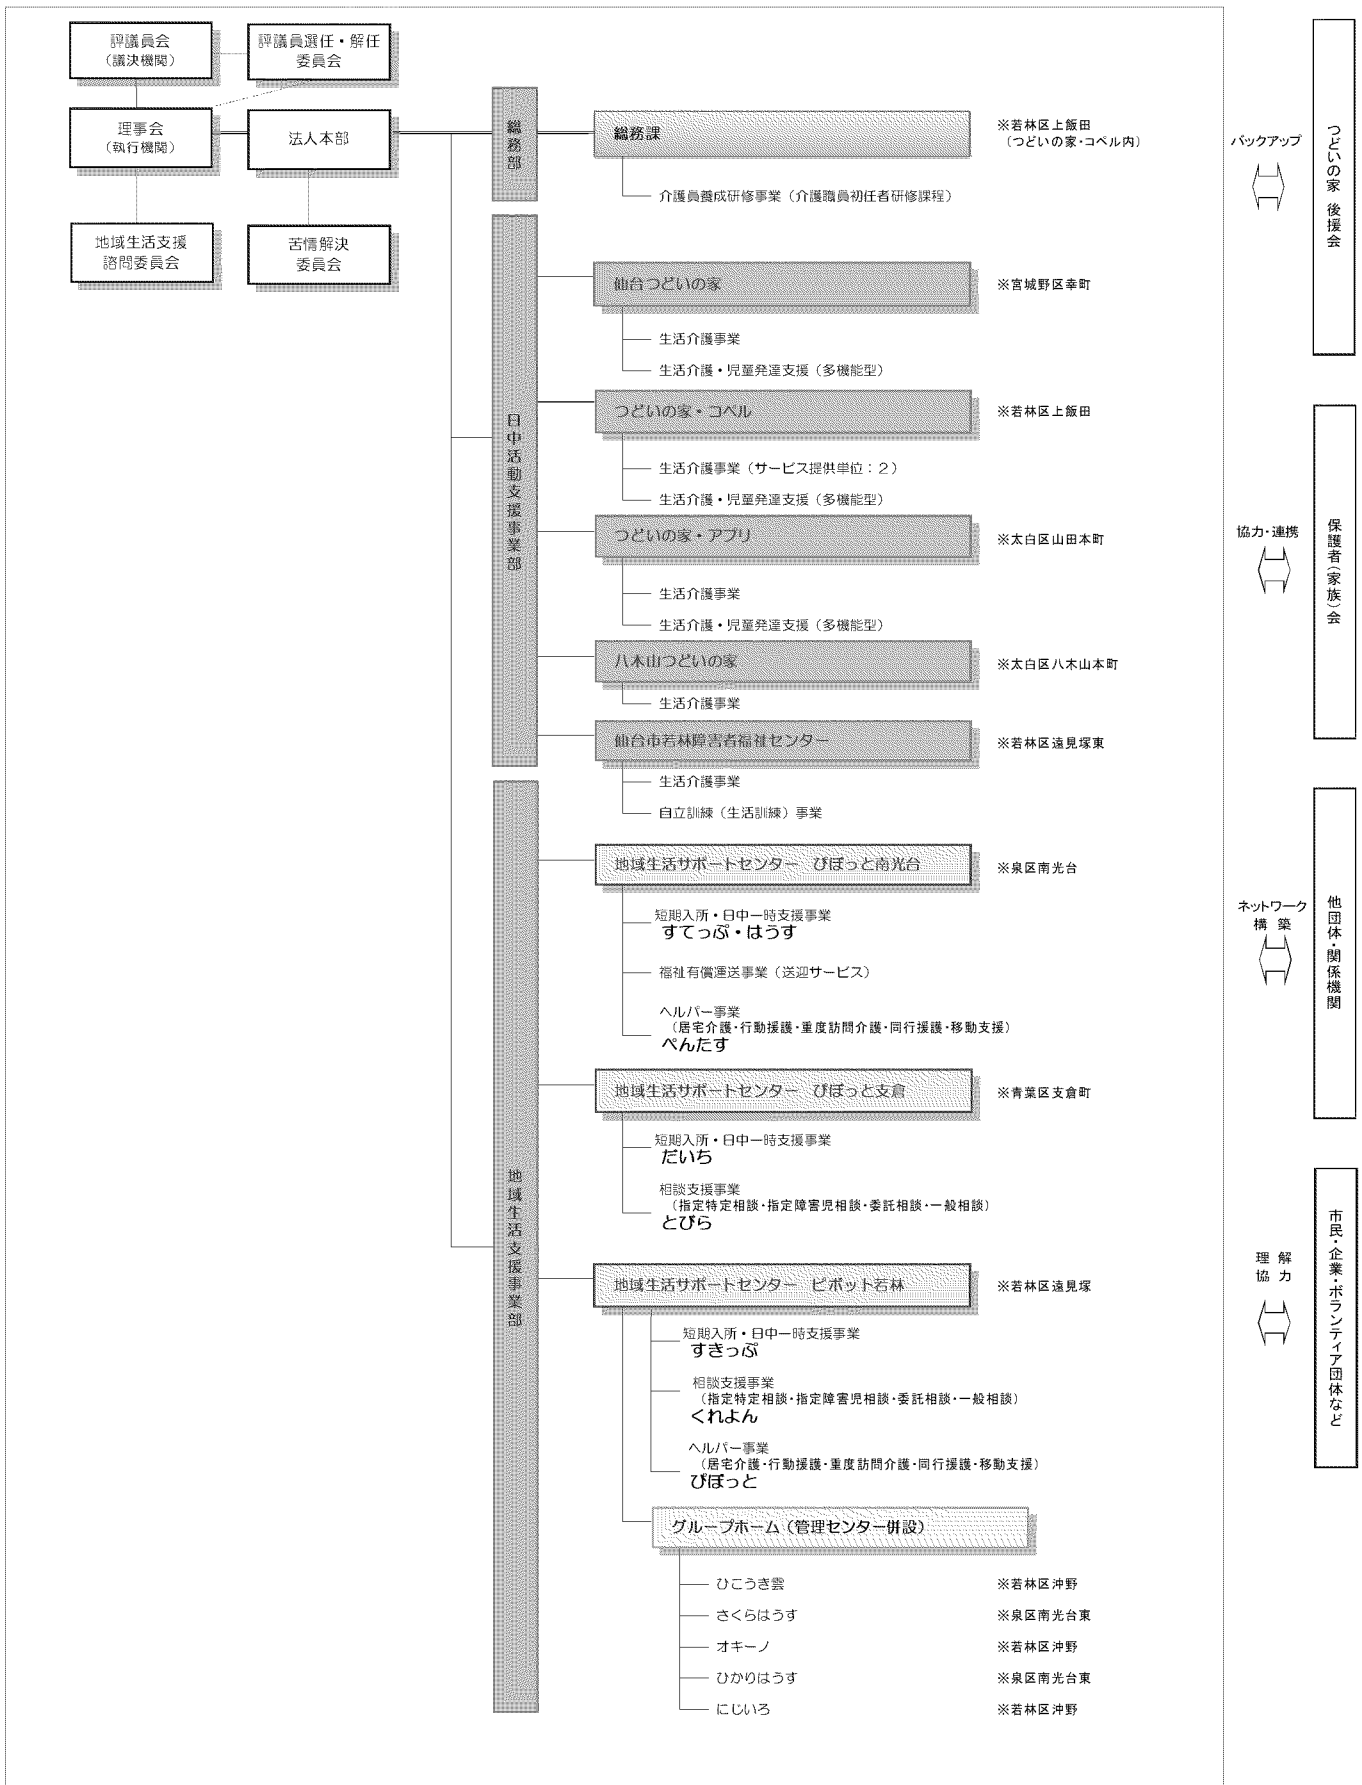 評議員会
(議決機関)
評議員選任・解任
委員会
理事会
(執行機関)
法人本部
地域生活支援
諮問委員会
苦情解決
委員会
総務部
総務課
※若林区上飯田
(つどいの家・コペル内)
介護員養成研修事業(介護職員初任者研修課程)
日中活動支援事業部
仙台つどいの家
※宮城野区幸町
生活介護事業
生活介護・児童発達支援(多機能型)
つどいの家・コペル
※若林区上飯田
生活介護事業(サービス提供単位:2)
生活介護・児童発達支援(多機能型)
つどいの家・アプリ
※太白区山田本町
生活介護事業
生活介護・児童発達支援(多機能型)
八木山つどいの家
※太白区八木山本町
生活介護事業
仙台市若林障害者福祉センター
※若林区遠見塚東
生活介護事業
自立訓練(生活訓練)事業
地域生活支援事業部
地域生活サポートセンター ぴぼっと南光台
※泉区南光台
短期入所・日中一時支援事業
すてっぷ・はうす
福祉有償運送事業(送迎サービス)
ヘルパー事業
(居宅介護・行動援護・重度訪問介護・同行援護・移動支援)
ぺんたす
地域生活サポートセンター ぴぼっと支倉
※青葉区支倉町
短期入所・日中一時支援事業
だいち
相談支援事業
(指定特定相談・指定障害児相談・委託相談・一般相談)
とびら
地域生活サポートセンター ピボット若林
※若林区遠見塚
短期入所・日中一時支援事業
すきっぷ
相談支援事業
(指定特定相談・指定障害児相談・委託相談・一般相談)
くれよん
ヘルパー事業
(居宅介護・行動援護・重度訪問介護・同行援護・移動支援)
ぴぼっと
グループホーム(管理センター併設)
ひこうき雲
※若林区沖野
さくらはうす
※泉区南光台東
オキーノ
※若林区沖野
ひかりはうす
※泉区南光台東
にじいろ
※若林区沖野
バックアップ
つどいの家 後援会
協力・連携
保護者(家族)会
ネットワーク
構 築
他団体・関係機関
理 解
協 力
市民・企業・ボランティア団体など